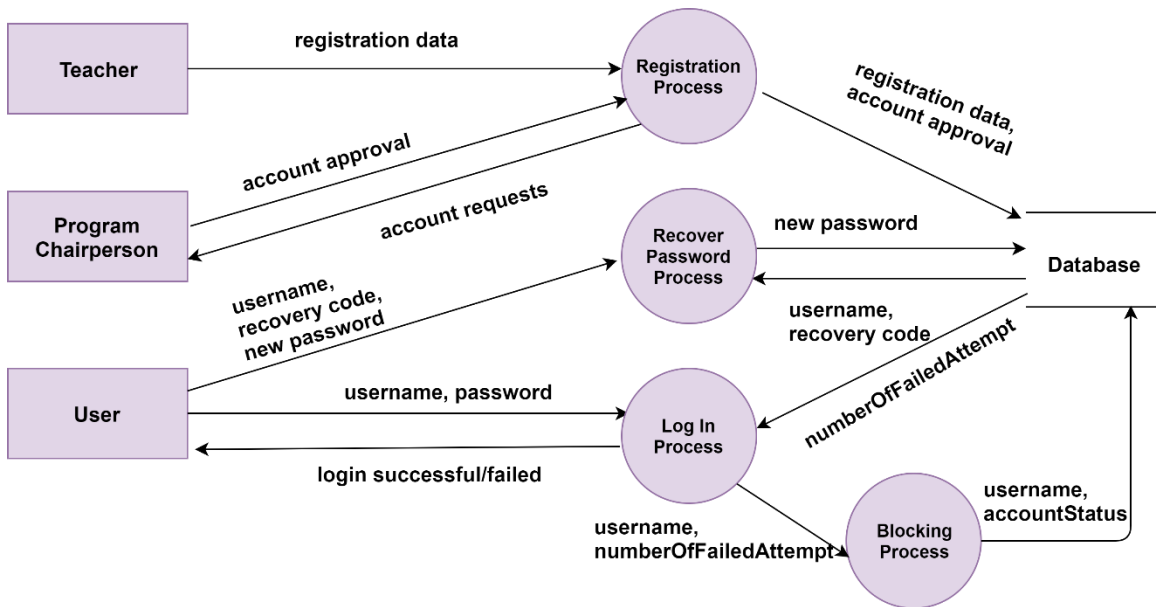 registration data
Teacher
Registration
Process
registration data,
account approval
account approval
account requests
Program
Chairperson
Recover
Password
Process
new password
Database
username,
recovery code
username,
recovery code,
new password
numberOfFailedAttempt
User
username, password
Log In
Process
login successful/failed
username,
numberOfFailedAttempt
Blocking
Process
username,
accountStatus